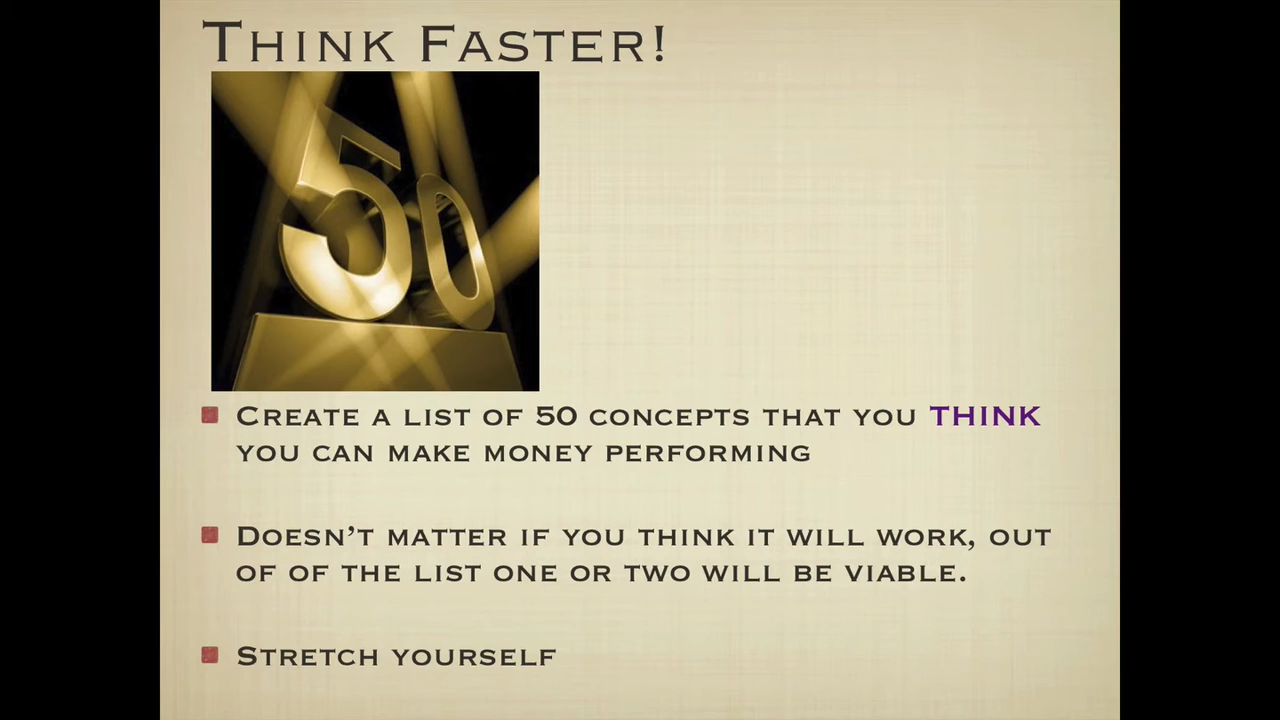 Think Faster!
50
Create a list of 50 concepts that you THINK
you can make money performing
Doesn’t matter if you think it will work, out
of of the list one or two will be viable.
Stretch yourself